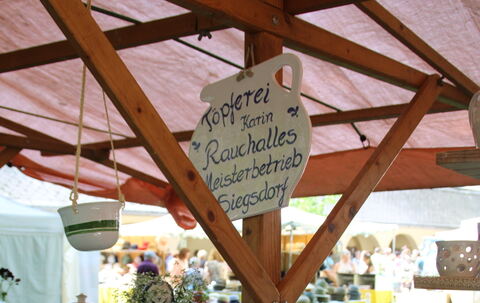 Töpferei
Karin
Rauchalles
Meisterbetrieb
Siegsdorf